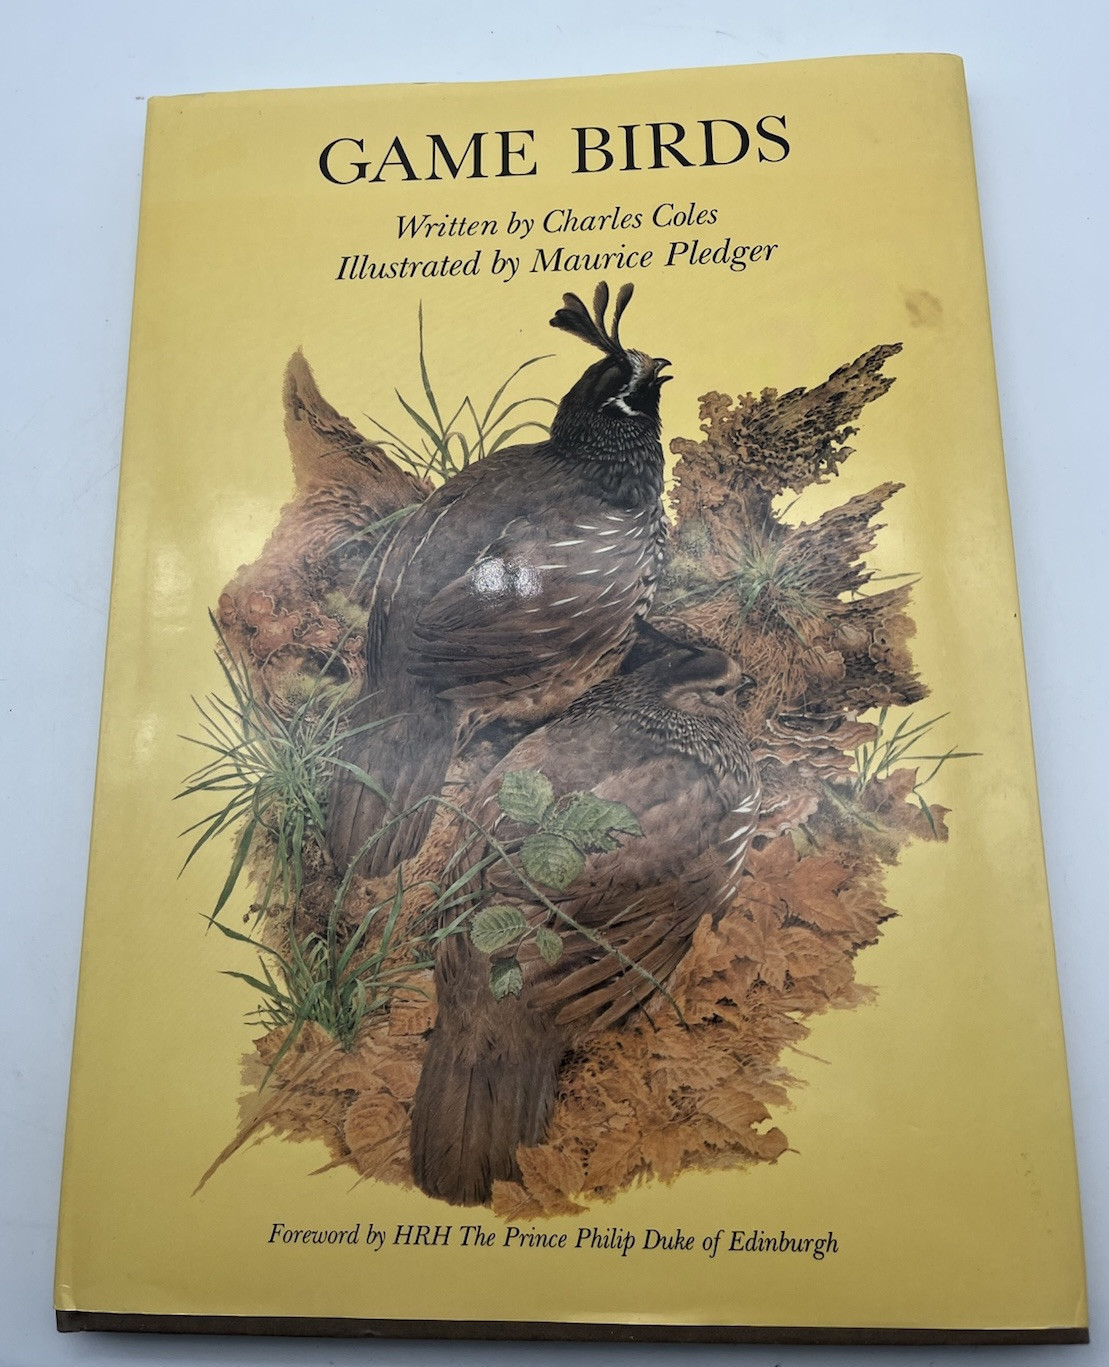 GAME BIRDS
Written by Charles Coles
Illustrated by Maurice Pledger
Foreword by HRH The Prince Philip Duke of Edinburgh